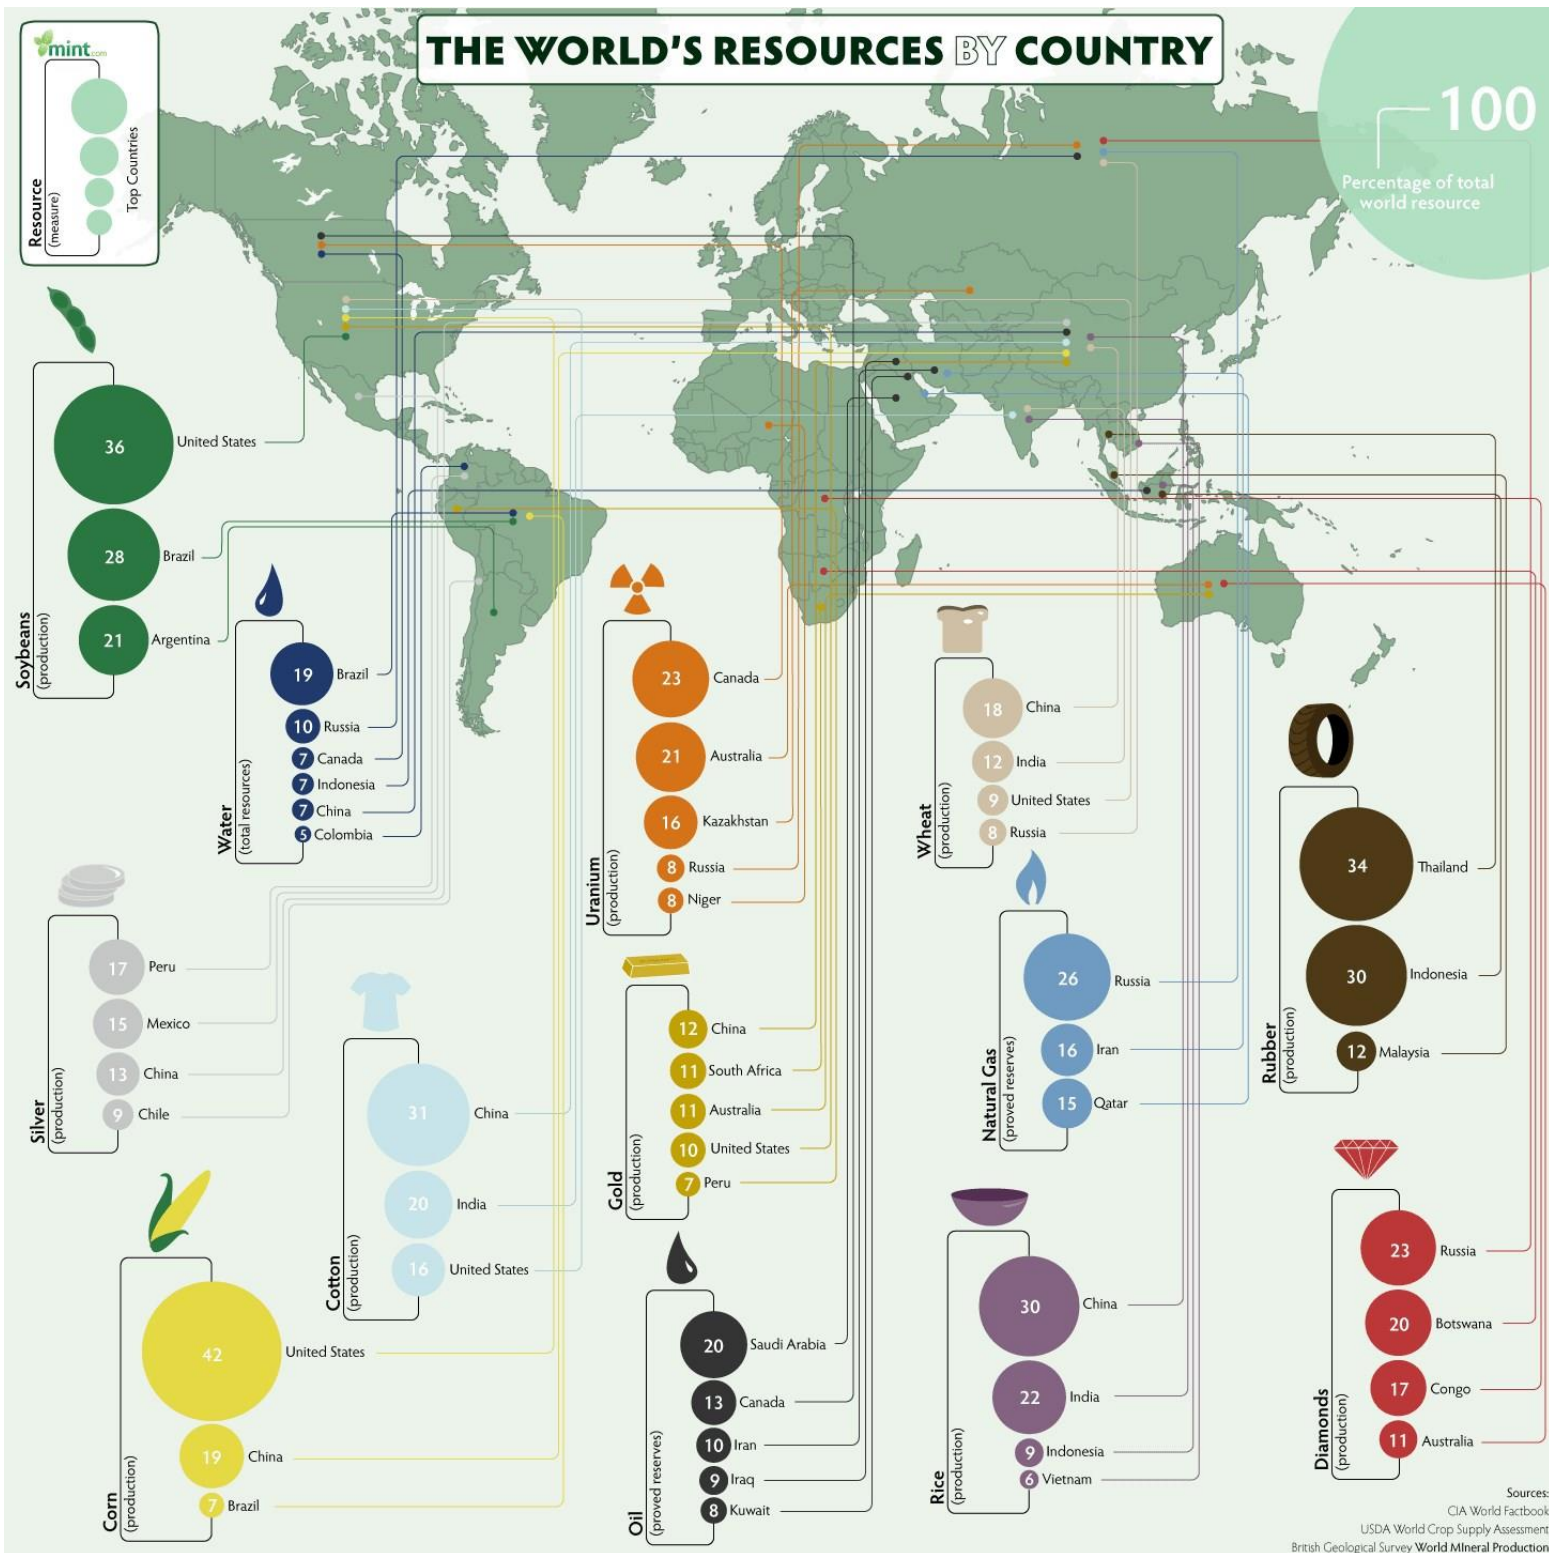 THE WORLD'S RESOURCES BY COUNTRY
mint.com
Resource
(measure)
Top Countries
100
Percentage of total
world resource
Soybeans
(production)
36 United States
28 Brazil
21 Argentina
Water
(total resources)
19 Brazil
10 Russia
7 Canada
7 Indonesia
7 China
5 Colombia
Uranium
(production)
23 Canada
21 Australia
16 Kazakhstan
8 Russia
8 Niger
Wheat
(production)
18 China
12 India
9 United States
8 Russia
Rubber
(production)
34 Thailand
30 Indonesia
12 Malaysia
Silver
(production)
17 Peru
15 Mexico
13 China
9 Chile
Cotton
(production)
31 China
20 India
16 United States
Gold
(production)
12 China
11 South Africa
11 Australia
10 United States
7 Peru
Natural Gas
(proved reserves)
26 Russia
16 Iran
15 Qatar
Corn
(production)
42 United States
19 China
7 Brazil
Oil
(proved reserves)
20 Saudi Arabia
13 Canada
10 Iran
9 Iraq
8 Kuwait
Rice
(production)
30 China
22 India
9 Indonesia
6 Vietnam
Diamonds
(production)
23 Russia
20 Botswana
17 Congo
11 Australia
Sources:
CIA World Factbook
USDA World Crop Supply Assessment
British Geological Survey World MIneral Production